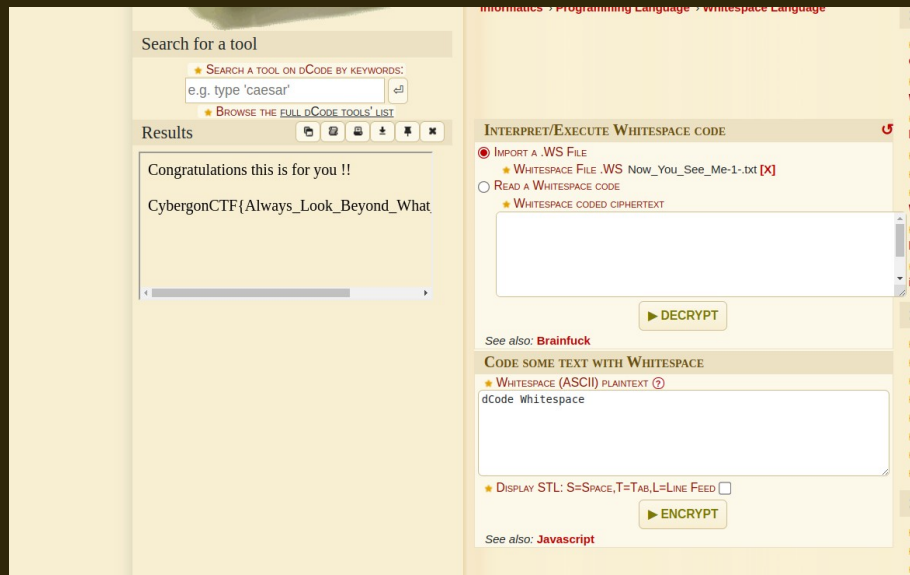 Informatics › Programming Language › Whitespace Language
Search for a tool
Search a tool on dCode by keywords:
e.g. type 'caesar'
Browse the full dCode tools' list
Results
Congratulations this is for you !!
CybergonCTF{Always_Look_Beyond_What_
Interpret/Execute Whitespace code
Import a .WS File
Whitespace File .WS Now_You_See_Me-1-.txt [X]
Read a Whitespace code
Whitespace coded ciphertext
▶ DECRYPT
See also: Brainfuck
Code some text with Whitespace
Whitespace (ASCII) plaintext ?
dCode Whitespace
Display STL: S=Space,T=Tab,L=Line Feed
▶ ENCRYPT
See also: Javascript